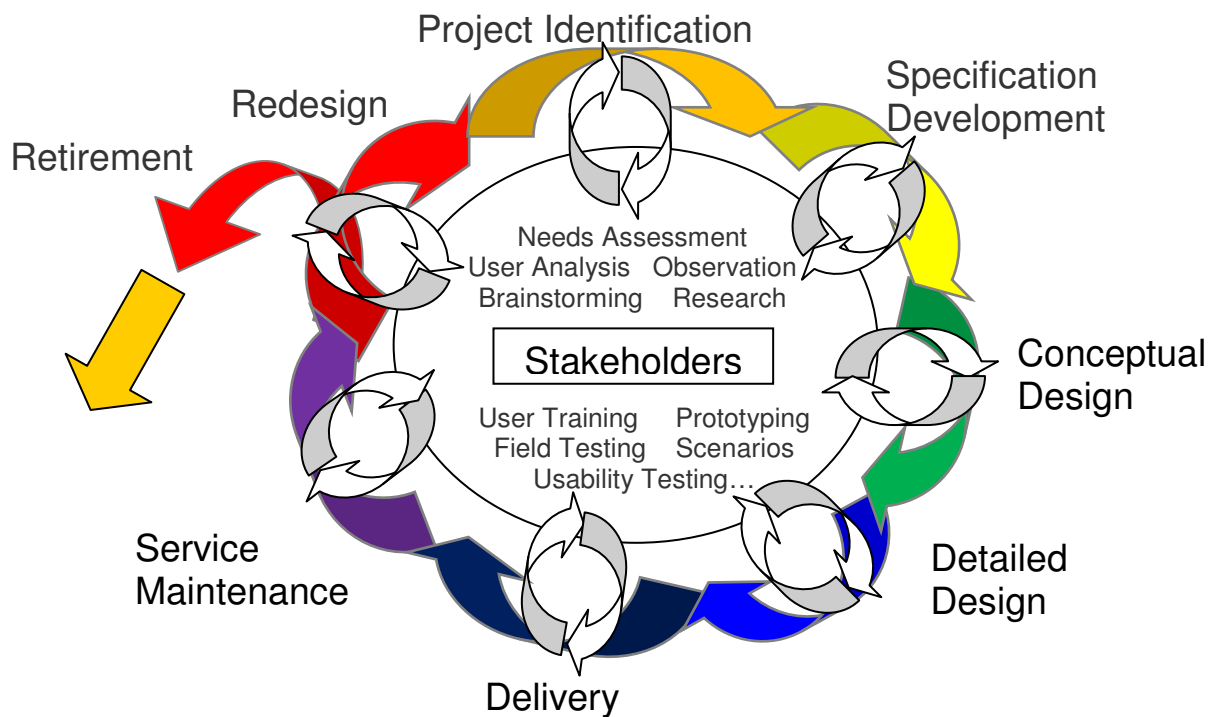 Project Identification
Specification
Development
Redesign
Retirement
Needs Assessment
User Analysis Observation
Brainstorming Research
Stakeholders
Conceptual
Design
User Training Prototyping
Field Testing Scenarios
Usability Testing…
Service
Maintenance
Detailed
Design
Delivery